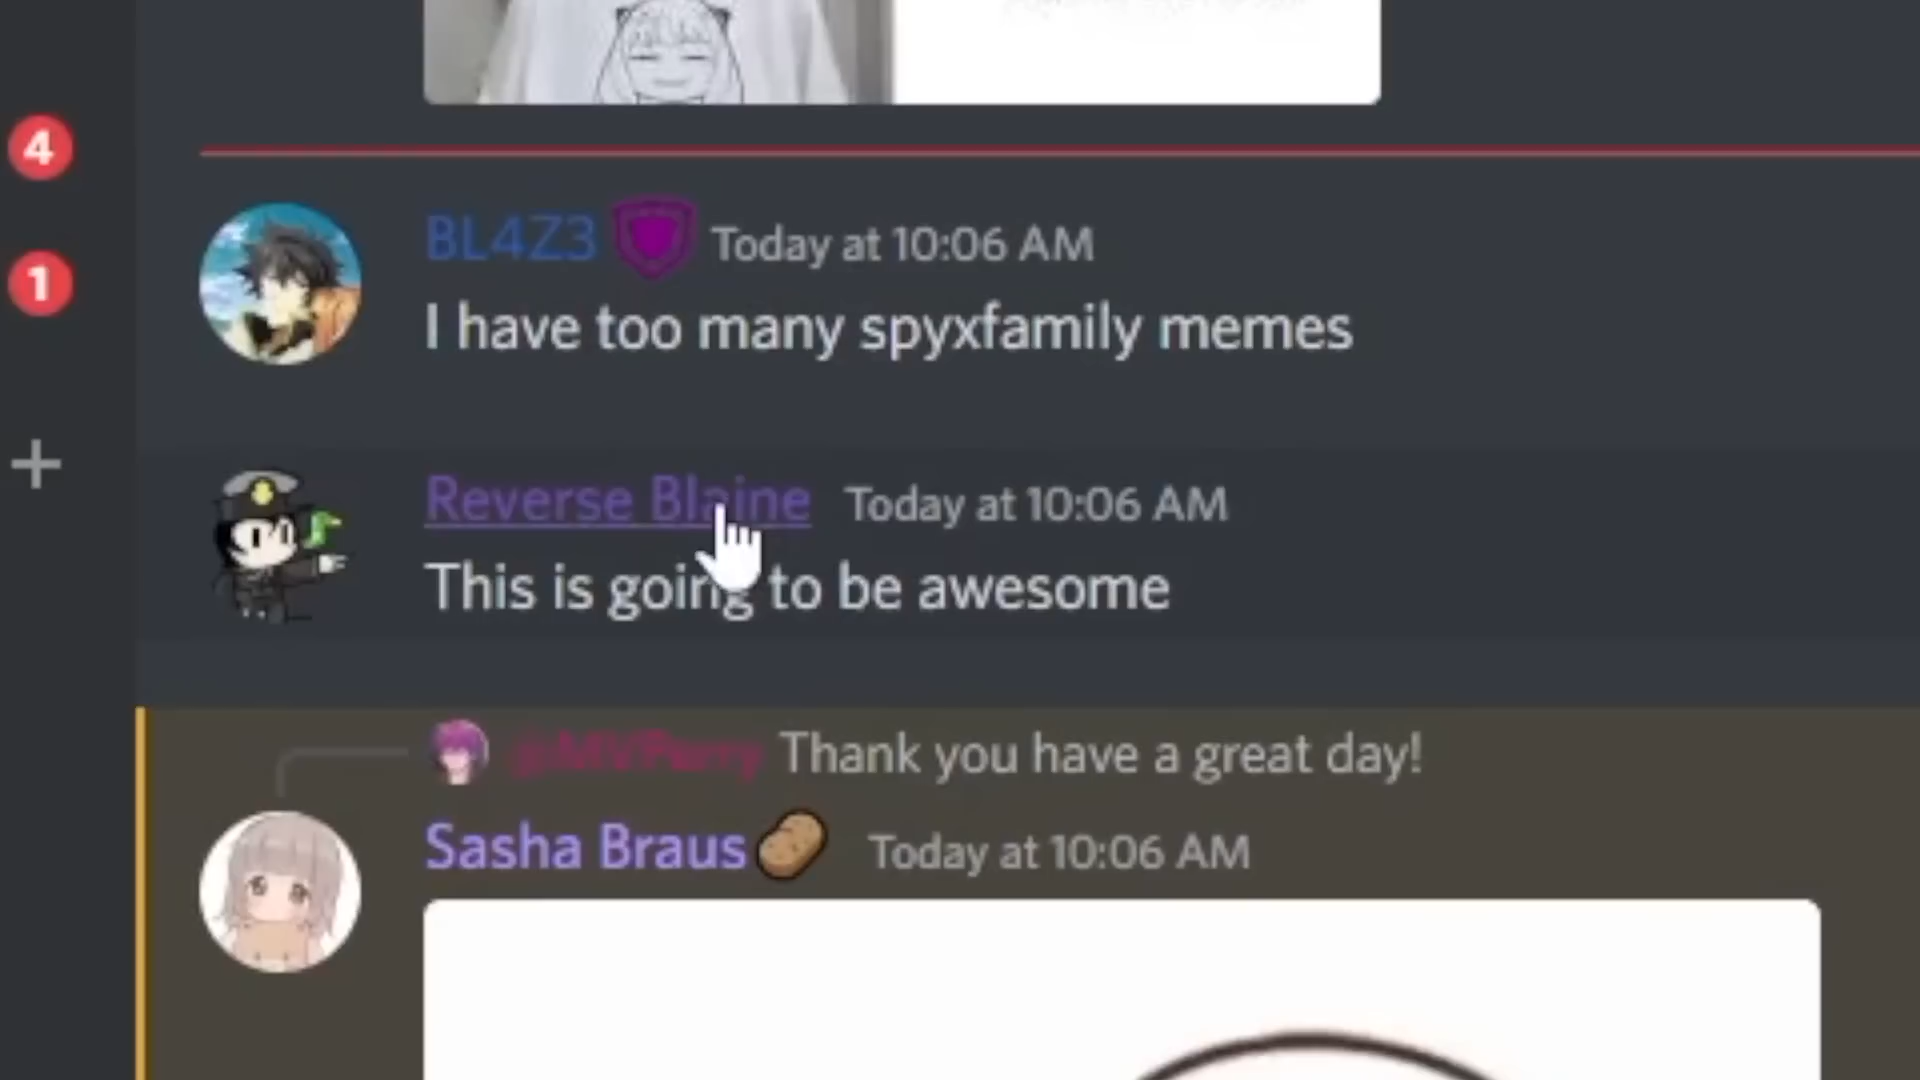 4
BL4Z3 Today at 10:06 AM
1
I have too many spyxfamily memes
Reverse Blaine Today at 10:06 AM
This is going to be awesome
@MVPerry Thank you have a great day!
Sasha Braus Today at 10:06 AM